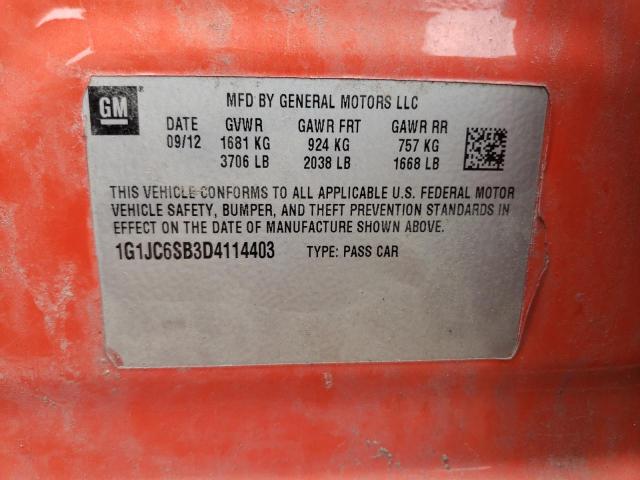 GM ®
MFD BY GENERAL MOTORS LLC
DATE GVWR GAWR FRT GAWR RR
09/12 1681 KG 924 KG 757 KG
3706 LB 2038 LB 1668 LB
THIS VEHICLE CONFORMS TO ALL APPLICABLE U.S. FEDERAL MOTOR
VEHICLE SAFETY, BUMPER, AND THEFT PREVENTION STANDARDS IN
EFFECT ON THE DATE OF MANUFACTURE SHOWN ABOVE.
1G1JC6SB3D4114403 TYPE: PASS CAR